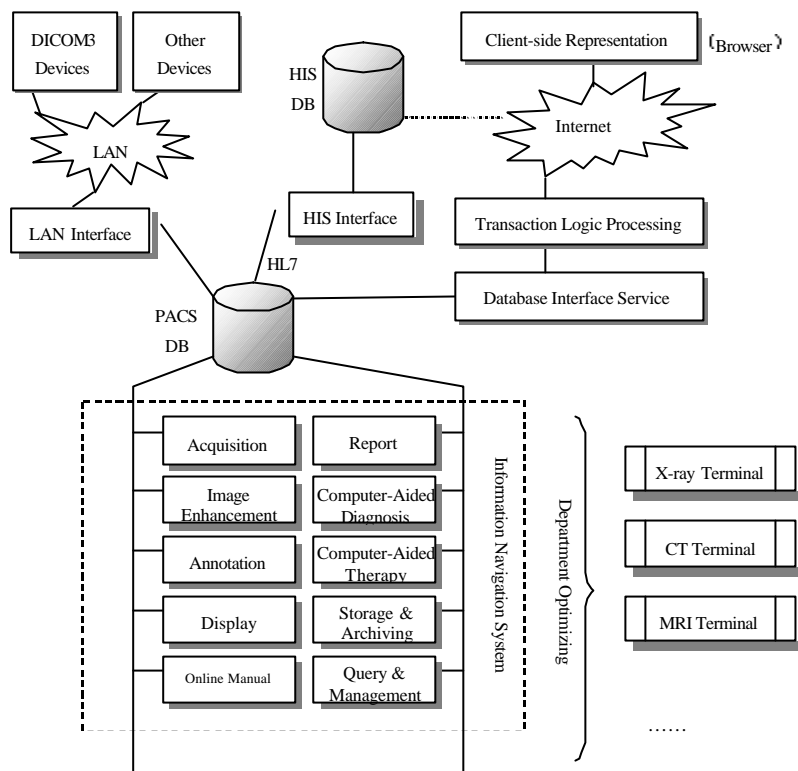 DICOM3
Devices
Other
Devices
HIS
DB
Client-side Representation
(Browser)
LAN
Internet
LAN Interface
HIS Interface
Transaction Logic Processing
HL7
Database Interface Service
PACS
DB
Acquisition
Report
Image
Enhancement
Computer-Aided
Diagnosis
Annotation
Computer-Aided
Therapy
Display
Storage &
Archiving
Online Manual
Query &
Management
Information Navigation System
Department Optimizing
X-ray Terminal
CT Terminal
MRI Terminal
……